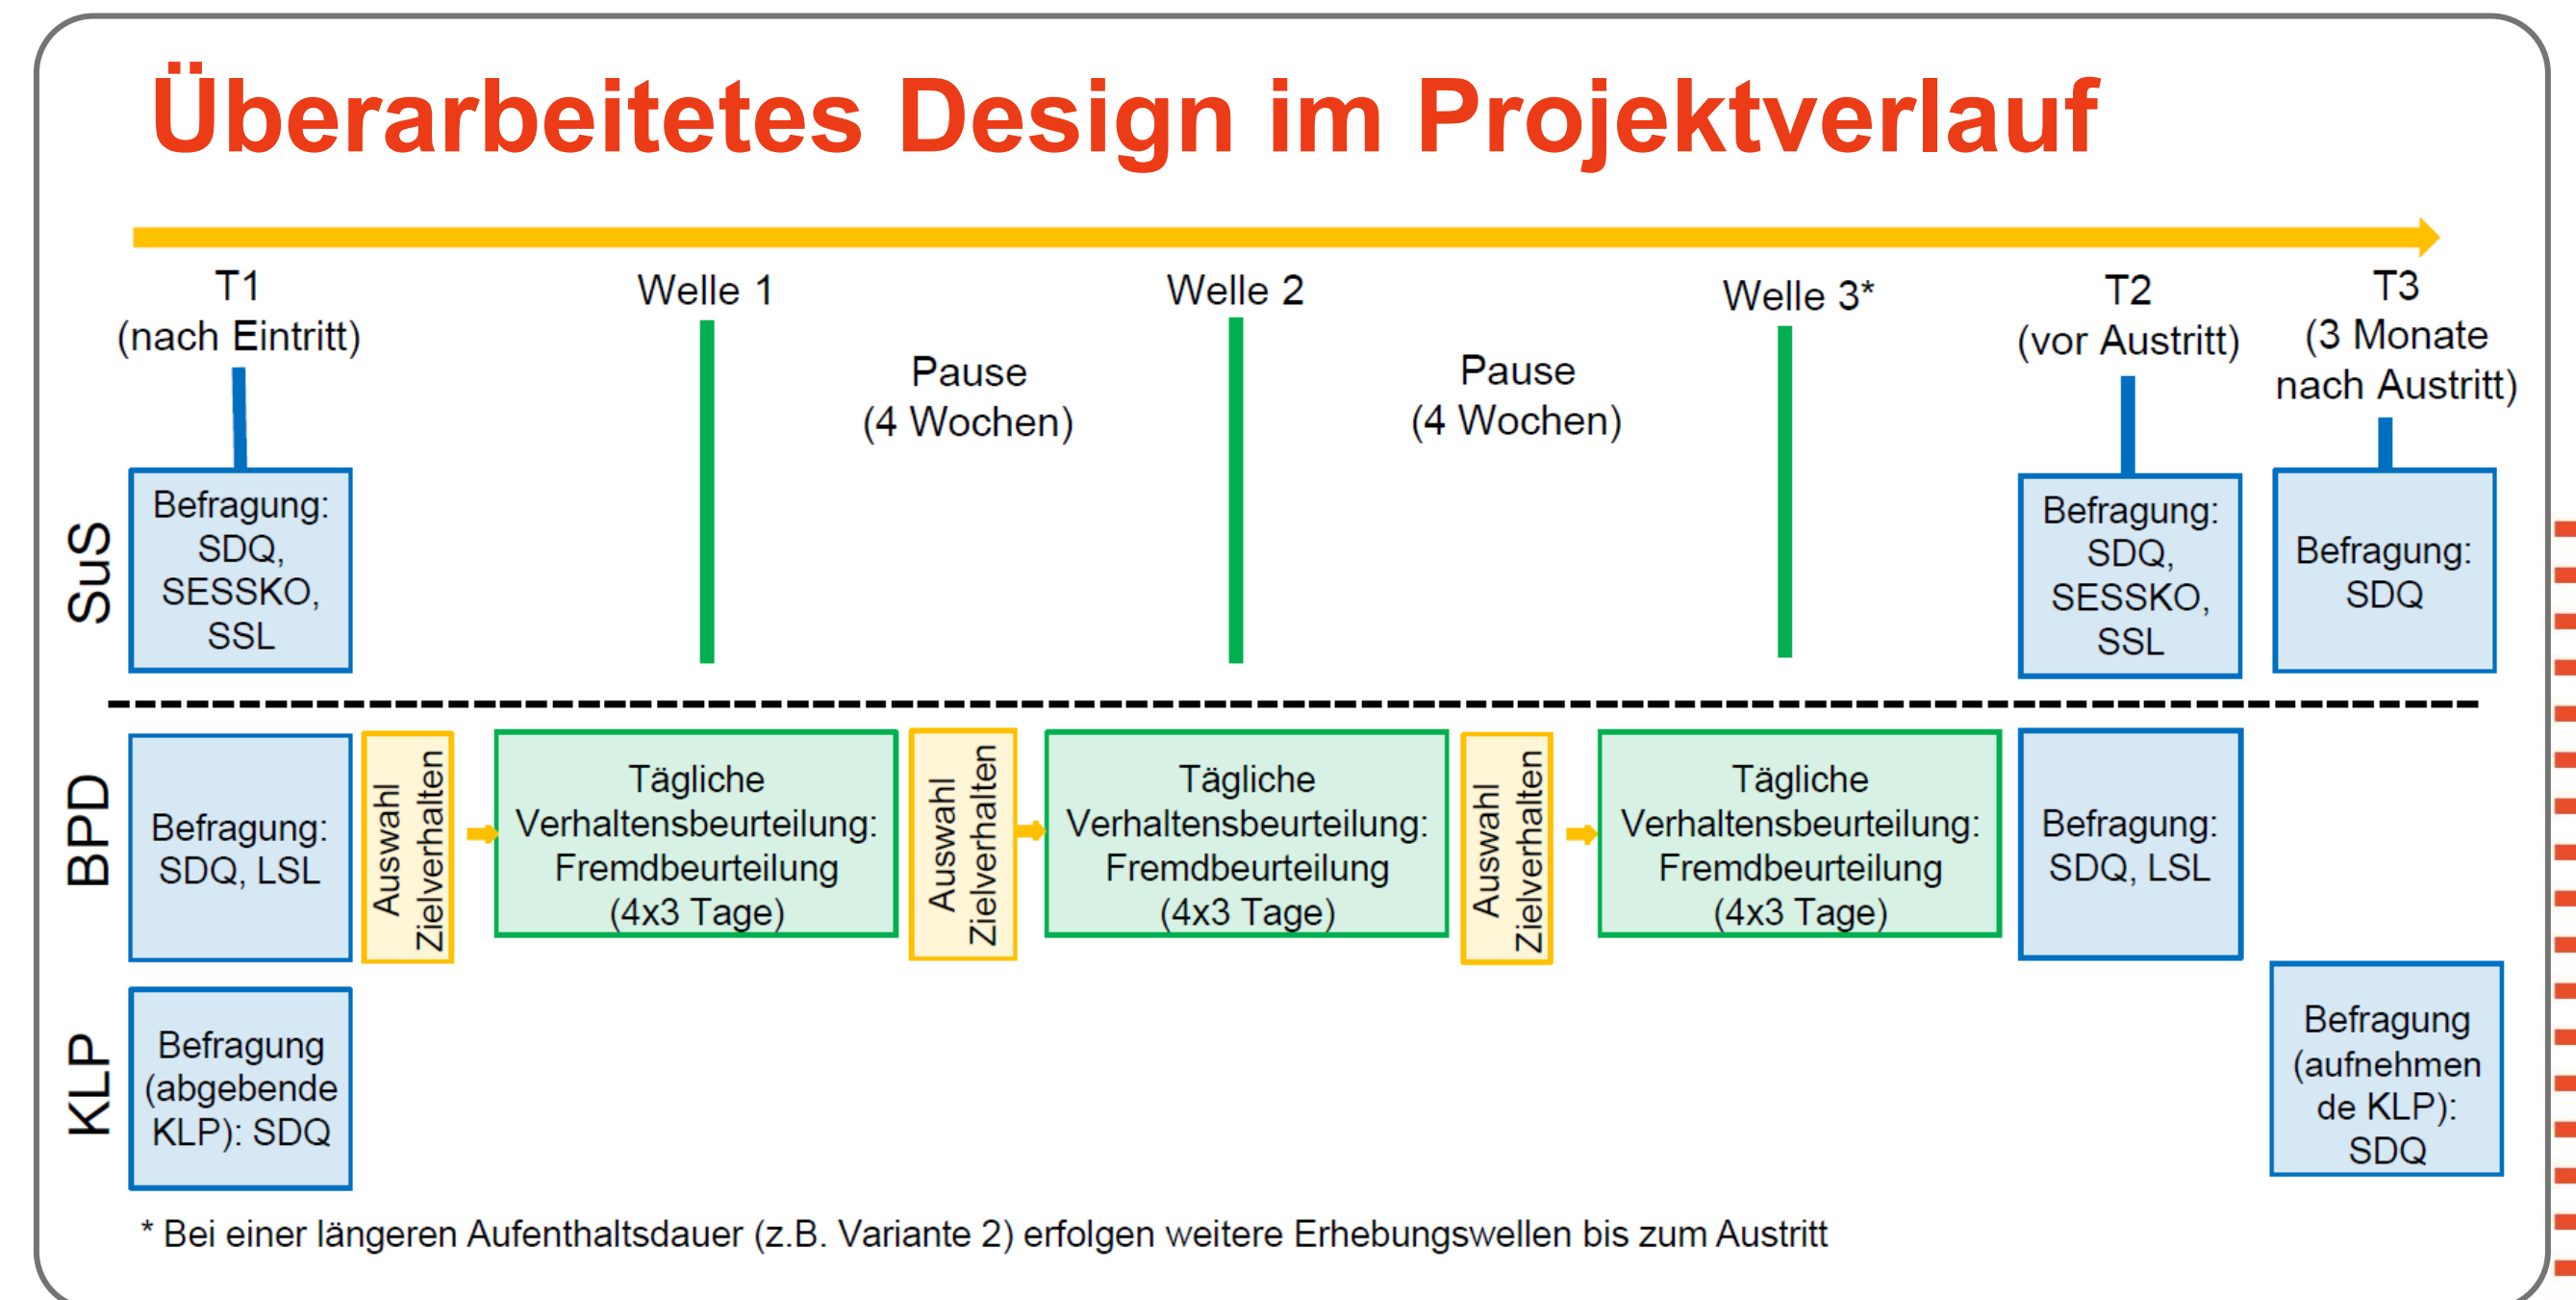 Überarbeitetes Design im Projektverlauf
T1
(nach Eintritt)
Welle 1
Pause
(4 Wochen)
Welle 2
Pause
(4 Wochen)
Welle 3*
T2
(vor Austritt)
T3
(3 Monate
nach Austritt)
SuS
Befragung:
SDQ,
SESSKO,
SSL
Befragung:
SDQ,
SESSKO,
SSL
Befragung:
SDQ
BPD
Befragung:
SDQ, LSL
Auswahl
Zielverhalten
Tägliche
Verhaltensbeurteilung:
Fremdbeurteilung
(4x3 Tage)
Auswahl
Zielverhalten
Tägliche
Verhaltensbeurteilung:
Fremdbeurteilung
(4x3 Tage)
Auswahl
Zielverhalten
Tägliche
Verhaltensbeurteilung:
Fremdbeurteilung
(4x3 Tage)
Befragung:
SDQ, LSL
KLP
Befragung
(abgebende
KLP): SDQ
Befragung
(aufnehmen
de KLP):
SDQ
* Bei einer längeren Aufenthaltsdauer (z.B. Variante 2) erfolgen weitere Erhebungswellen bis zum Austritt